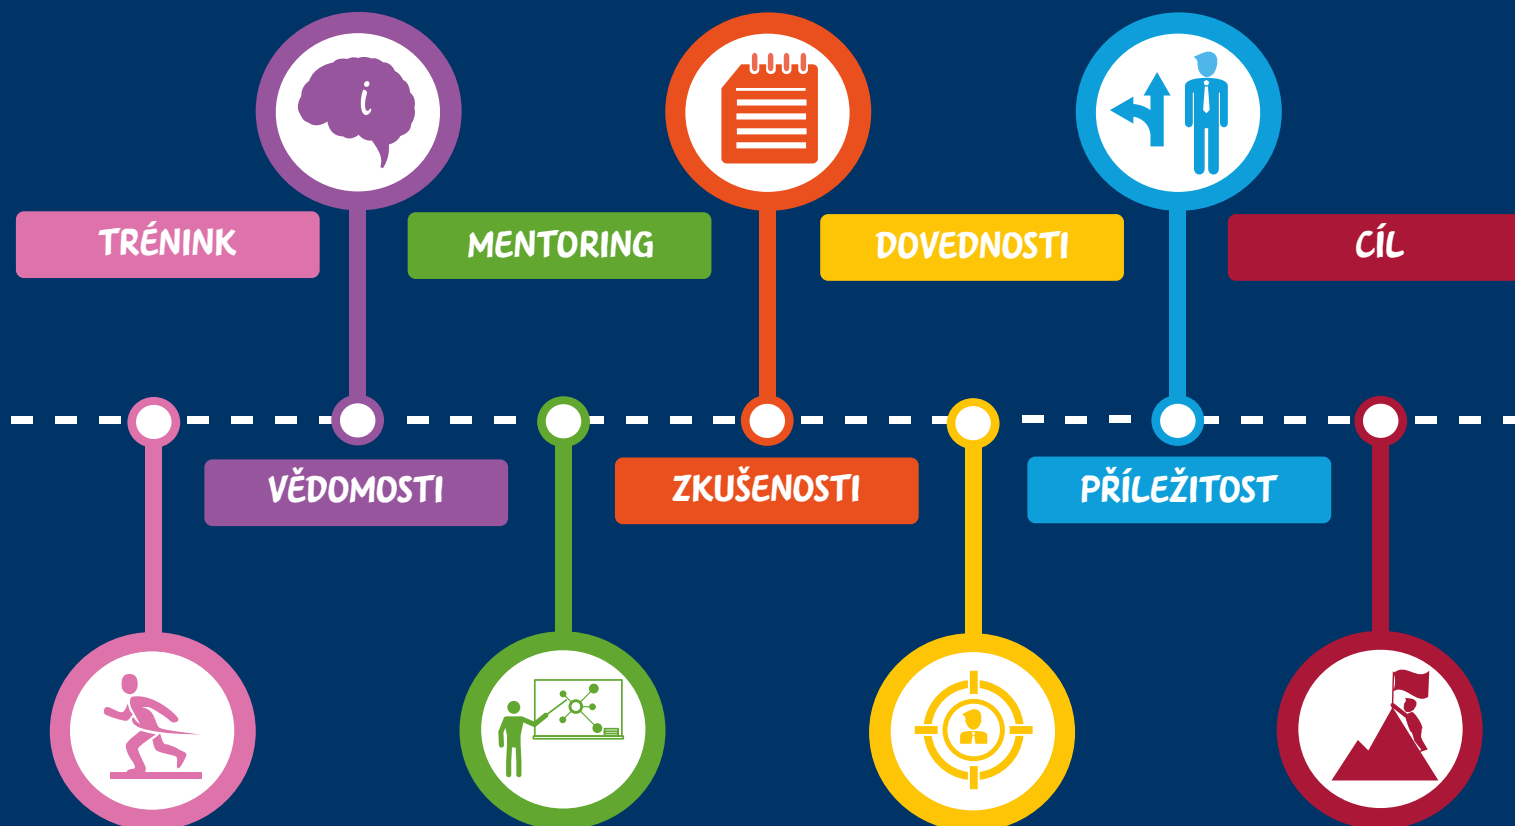 TRÉNINK
i
VĚDOMOSTI
MENTORING
ZKUŠENOSTI
DOVEDNOSTI
PŘÍLEŽITOST
CÍL